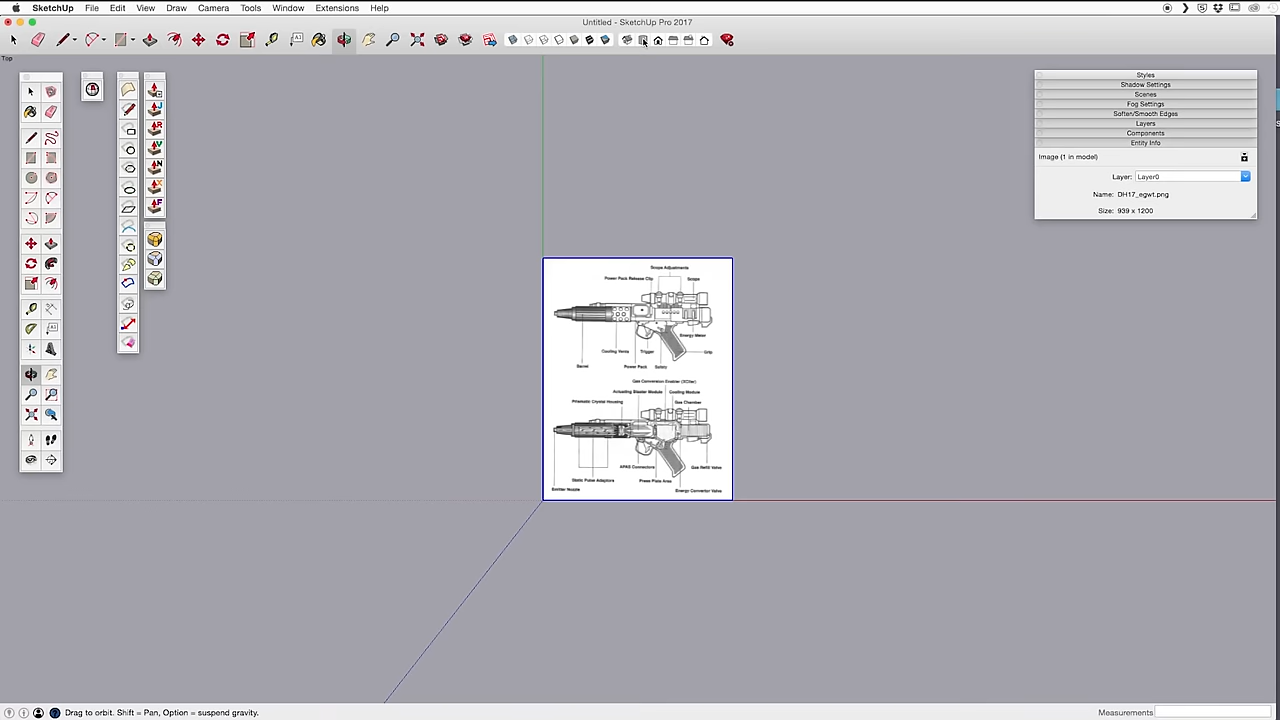 SketchUp File Edit View Draw Camera Tools Window Extensions Help
Untitled - SketchUp Pro 2017
Top
Styles
Shadow Settings
Scenes
Fog Settings
Soften/Smooth Edges
Layers
Components
Entity Info
Image (1 in model)
Layer: Layer0
Name: DH17_egwt.png
Size: 939 x 1200
Scope Adjustments
Power Pack Release Clip Scope
Energy Meter
Cooling Vents Trigger Grip
Barrel Power Pack Safety
Gas Conversion Enabler (XCiter)
Actuating Blaster Module Cooling Module
Prismatic Crystal Housing Gas Chamber
Gas Refill Valve
Static Pulse Adaptors
Emitter Nozzle Energy Convertor Valve
Drag to orbit. Shift = Pan, Option = suspend gravity.
Measurements